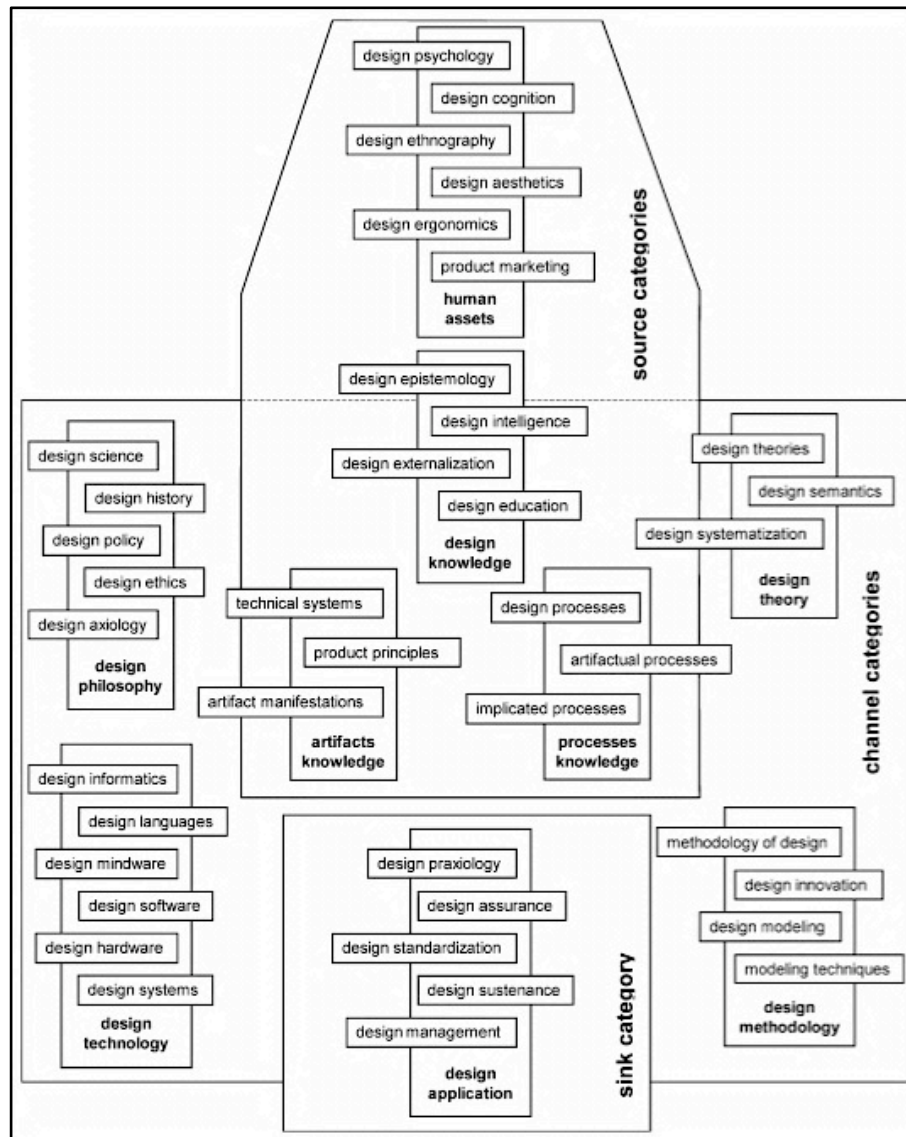 design psychology
design cognition
design ethnography
design aesthetics
design ergonomics
product marketing
human
assets
source categories
design epistemology
design intelligence
design externalization
design education
design
knowledge
design science
design history
design policy
design ethics
design axiology
design
philosophy
technical systems
product principles
artifact manifestations
artifacts
knowledge
design processes
artifactual processes
implicated processes
processes
knowledge
design theories
design semantics
design systematization
design
theory
channel categories
design informatics
design languages
design mindware
design software
design hardware
design systems
design
technology
design praxiology
design assurance
design standardization
design sustenance
design management
design
application
sink category
methodology of design
design innovation
design modeling
modeling techniques
design
methodology